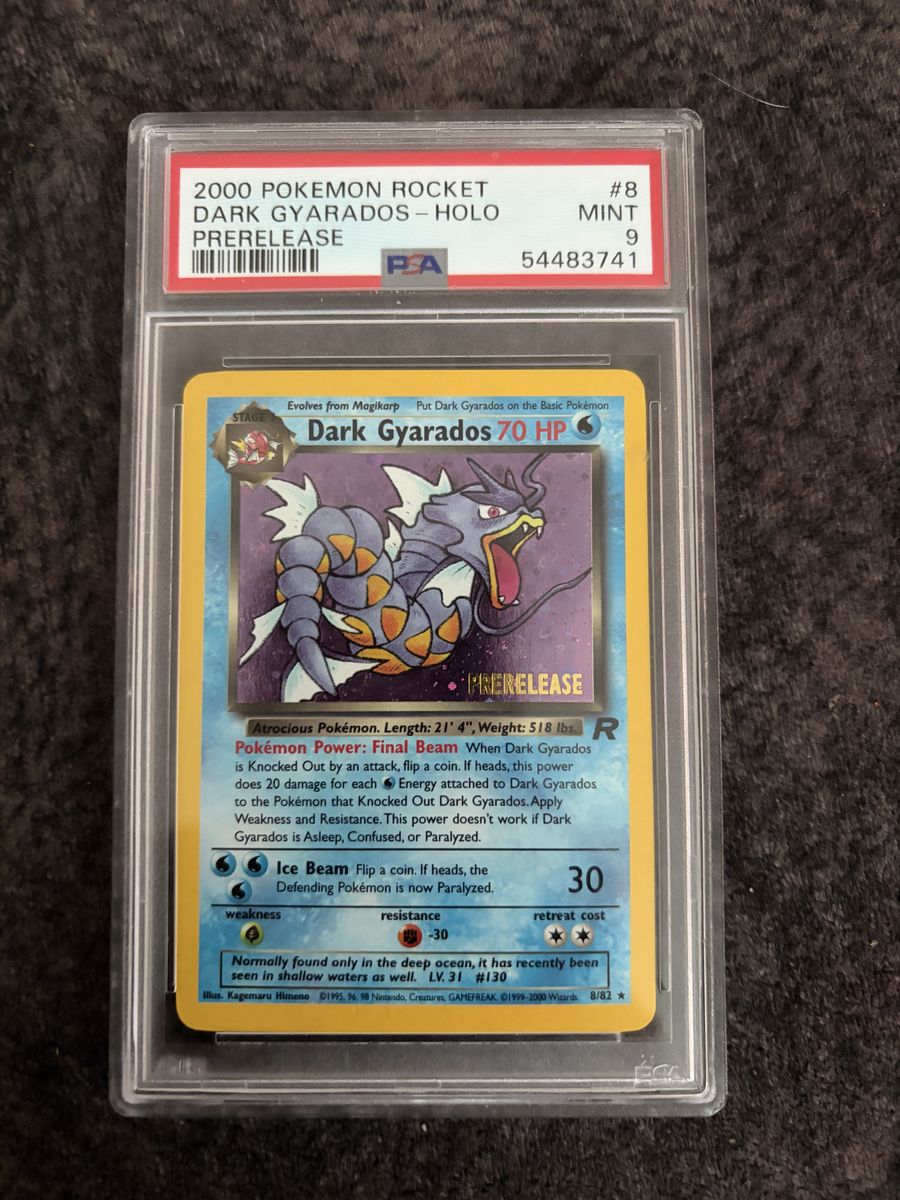 2000 POKEMON ROCKET #8
DARK GYARADOS - HOLO MINT
PRERELEASE 9
PSA 54483741
Evolves from Magikarp Put Dark Gyarados on the Basic Pokémon
STAGE 1
Dark Gyarados 70 HP
PRERELEASE
Atrocious Pokémon. Length: 21' 4", Weight: 518 lbs.
R
Pokémon Power: Final Beam When Dark Gyarados
is Knocked Out by an attack, flip a coin. If heads, this power
does 20 damage for each Energy attached to Dark Gyarados
to the Pokémon that Knocked Out Dark Gyarados. Apply
Weakness and Resistance. This power doesn't work if Dark
Gyarados is Asleep, Confused, or Paralyzed.
Ice Beam Flip a coin. If heads, the
Defending Pokémon is now Paralyzed.
30
weakness resistance retreat cost
-30
Normally found only in the deep ocean, it has recently been
seen in shallow waters as well. LV. 31 #130
Illus. Kagemaru Himeno ©1995, 96, 98 Nintendo, Creatures, GAMEFREAK. ©1999-2000 Wizards. 8/82 ★
PSA